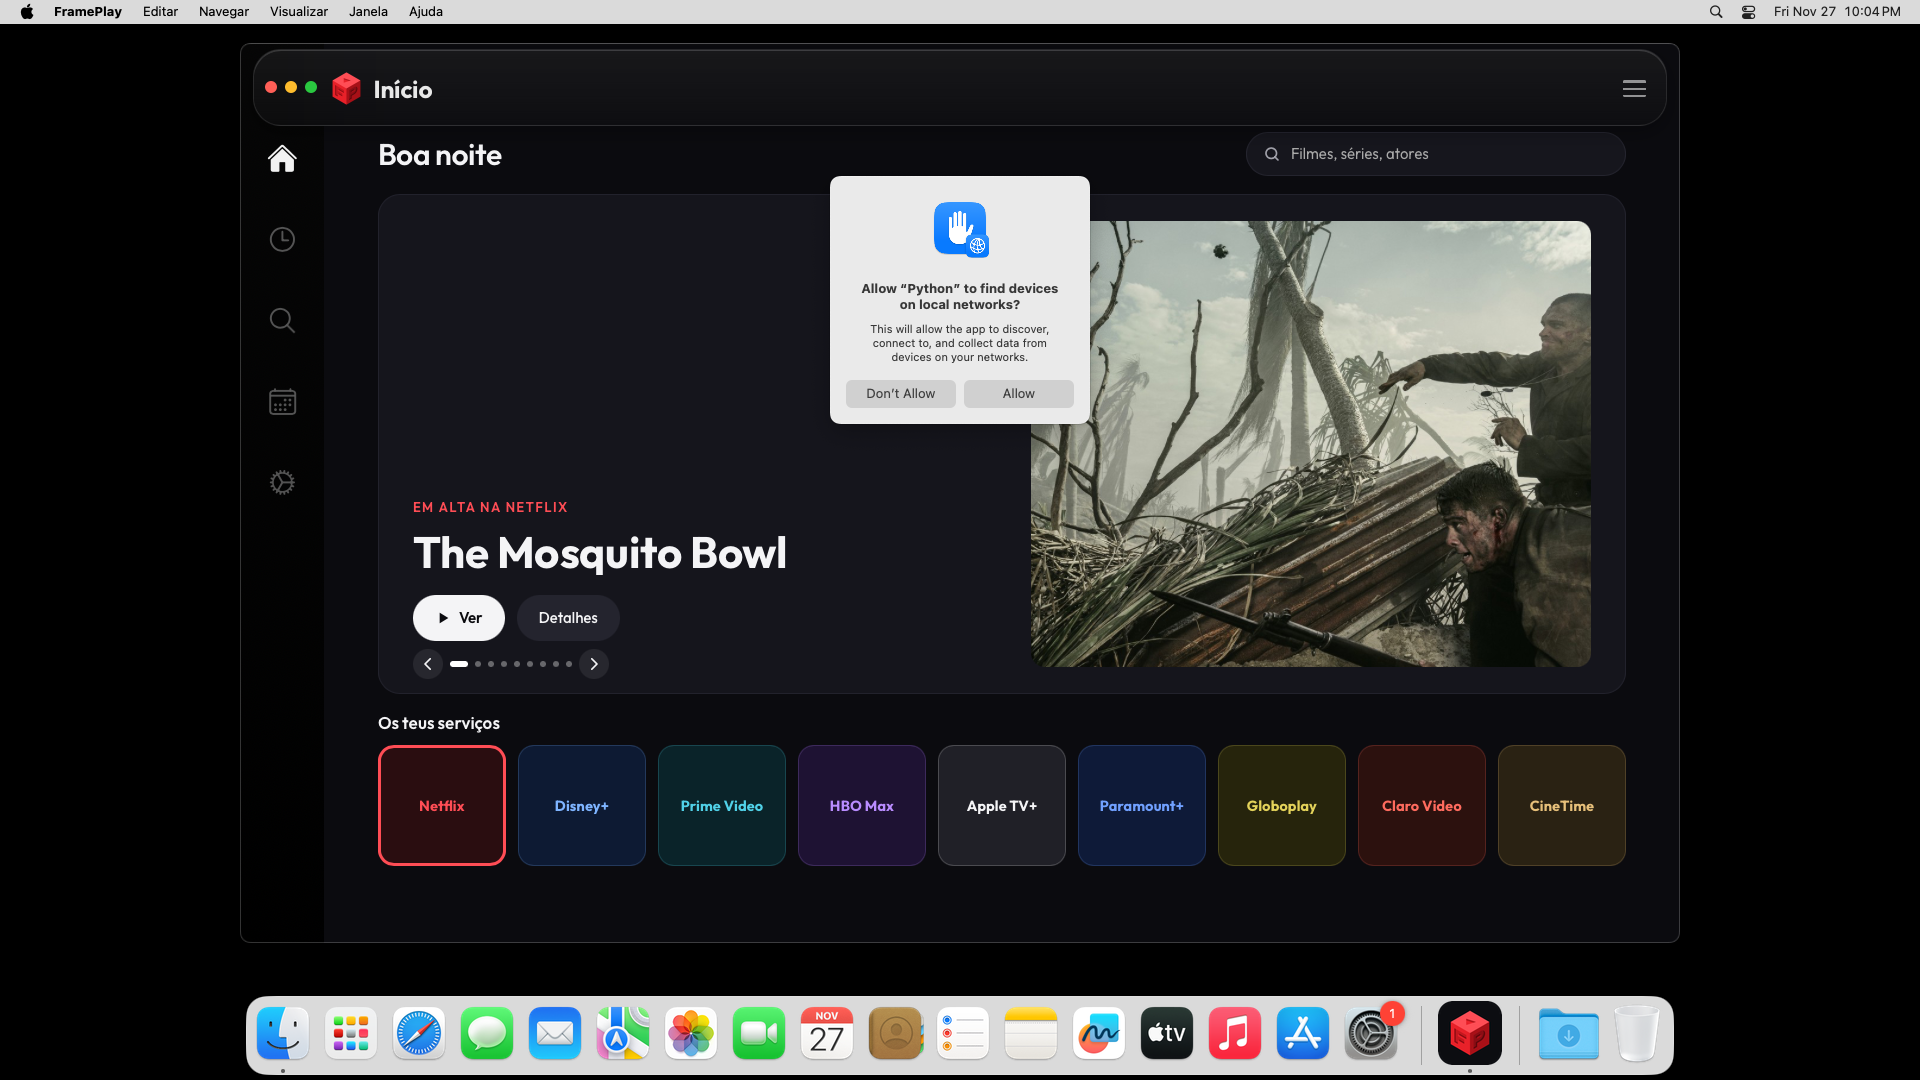 FramePlay Editar Navegar Visualizar Janela Ajuda Fri Nov 27 10:04 PM
Início
Boa noite
Filmes, séries, atores
Allow “Python” to find devices
on local networks?
This will allow the app to discover,
connect to, and collect data from
devices on your networks.
Don’t Allow Allow
EM ALTA NA NETFLIX
The Mosquito Bowl
Ver Detalhes
Os teus serviços
Netflix Disney+ Prime Video HBO Max Apple TV+ Paramount+ Globoplay Claro Video CineTime
NOV
27
tv
1